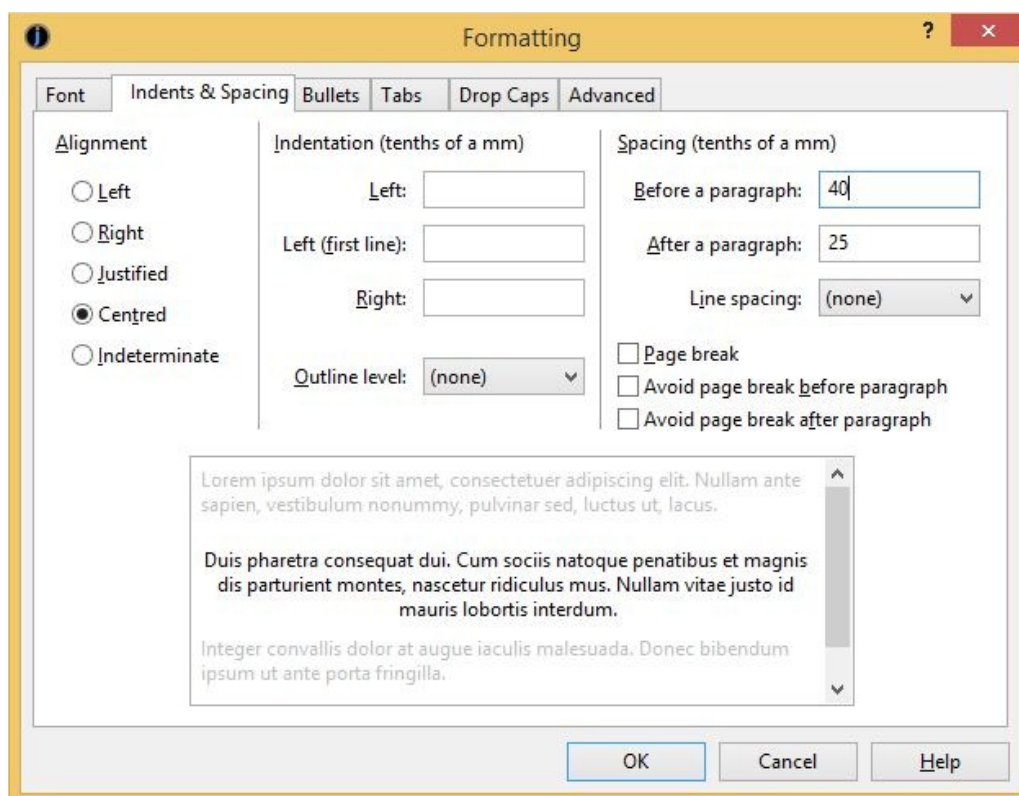 Formatting
?
Font
Indents & Spacing
Bullets
Tabs
Drop Caps
Advanced
Alignment
Left
Right
Justified
Centred
Indeterminate
Indentation (tenths of a mm)
Left:
Left (first line):
Right:
Outline level:
(none)
Spacing (tenths of a mm)
Before a paragraph:
40
After a paragraph:
25
Line spacing:
(none)
Page break
Avoid page break before paragraph
Avoid page break after paragraph
Lorem ipsum dolor sit amet, consectetuer adipiscing elit. Nullam ante
sapien, vestibulum nonummy, pulvinar sed, luctus ut, lacus.
Duis pharetra consequat dui. Cum sociis natoque penatibus et magnis
dis parturient montes, nascetur ridiculus mus. Nullam vitae justo id
mauris lobortis interdum.
Integer convallis dolor at augue iaculis malesuada. Donec bibendum
ipsum ut ante porta fringilla.
OK
Cancel
Help